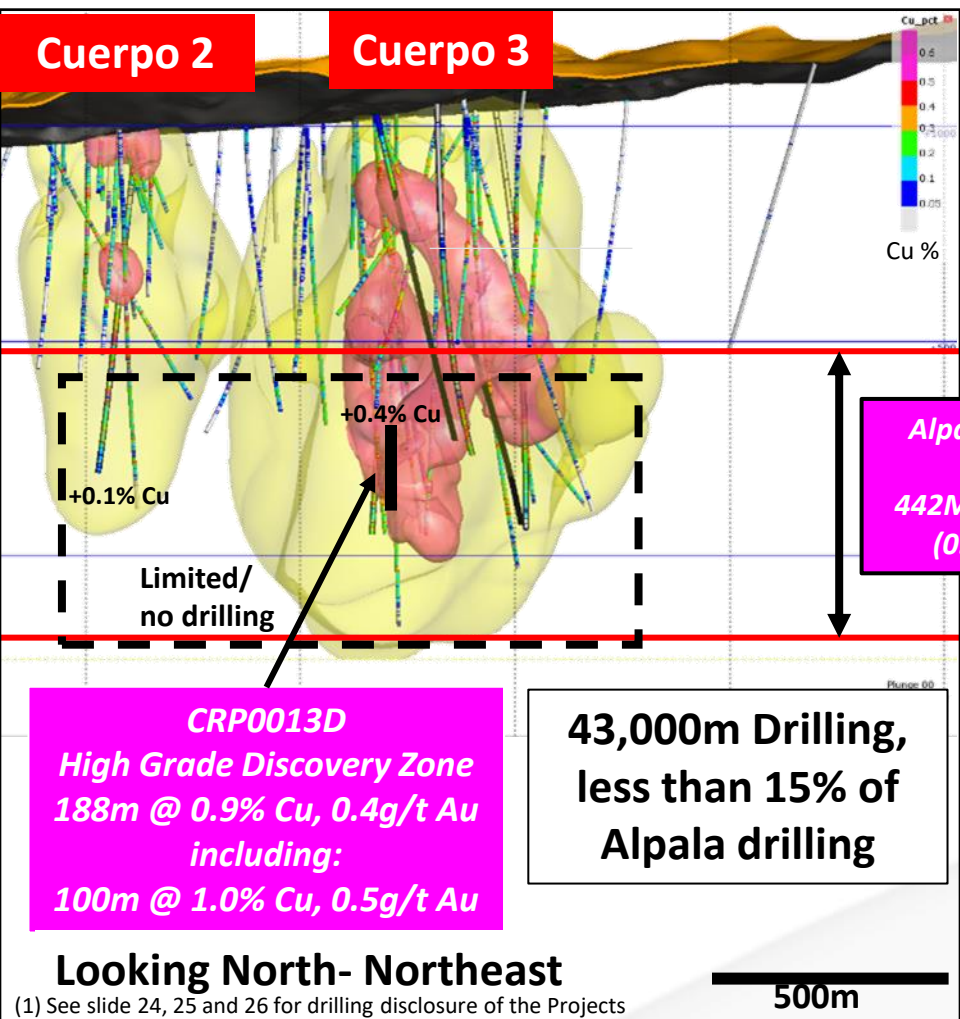 Cuerpo 2
Cuerpo 3
Cu_pct
0.6
0.5
0.4
0.3
0.2
0.1
0.05
Cu %
+1000
+0.4% Cu
+0.1% Cu
Limited/
no drilling
442M
Plunge 00
CRP0013D
High Grade Discovery Zone
188m @ 0.9% Cu, 0.4g/t Au
including:
100m @ 1.0% Cu, 0.5g/t Au
43,000m Drilling,
less than 15% of
Alpala drilling
Looking North- Northeast
500m
(1) See slide 24, 25 and 26 for drilling disclosure of the Projects